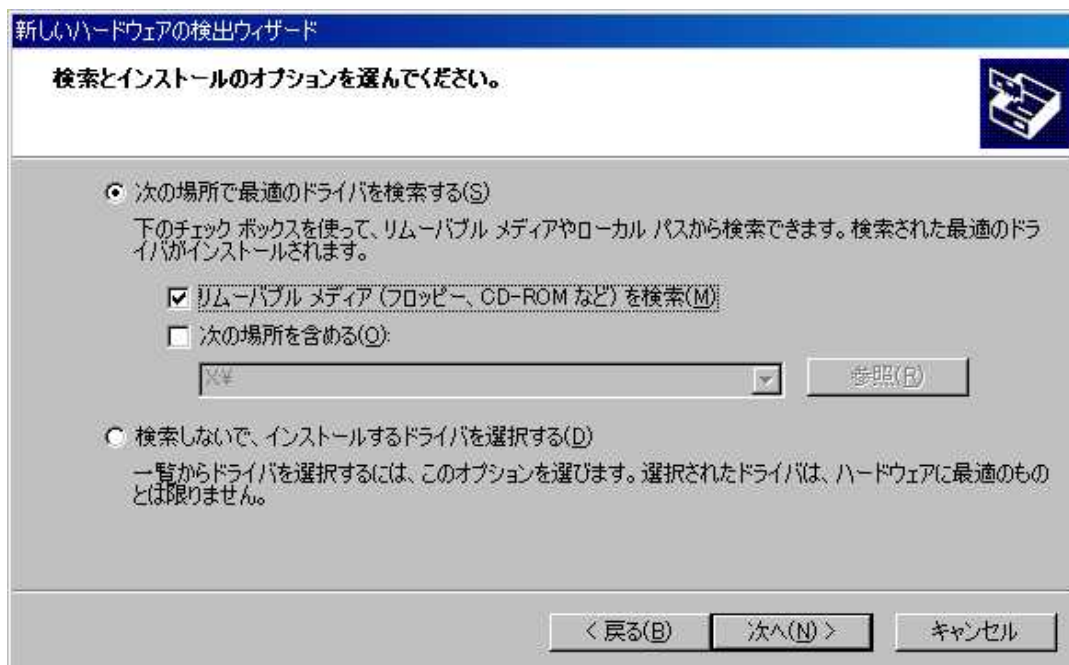 新しいハードウェアの検出ウィザード
検索とインストールのオプションを選んでください。
次の場所で最適のドライバを検索する(S)
下のチェック ボックスを使って、リムーバブル メディアやローカル パスから検索できます。検索された最適のドラ
イバがインストールされます。
リムーバブル メディア (フロッピー、CD-ROM など) を検索(M)
次の場所を含める(O):
X:¥
参照(R)
検索しないで、インストールするドライバを選択する(D)
一覧からドライバを選択するには、このオプションを選びます。選択されたドライバは、ハードウェアに最適のもの
とは限りません。
< 戻る(B)
次へ(N) >
キャンセル